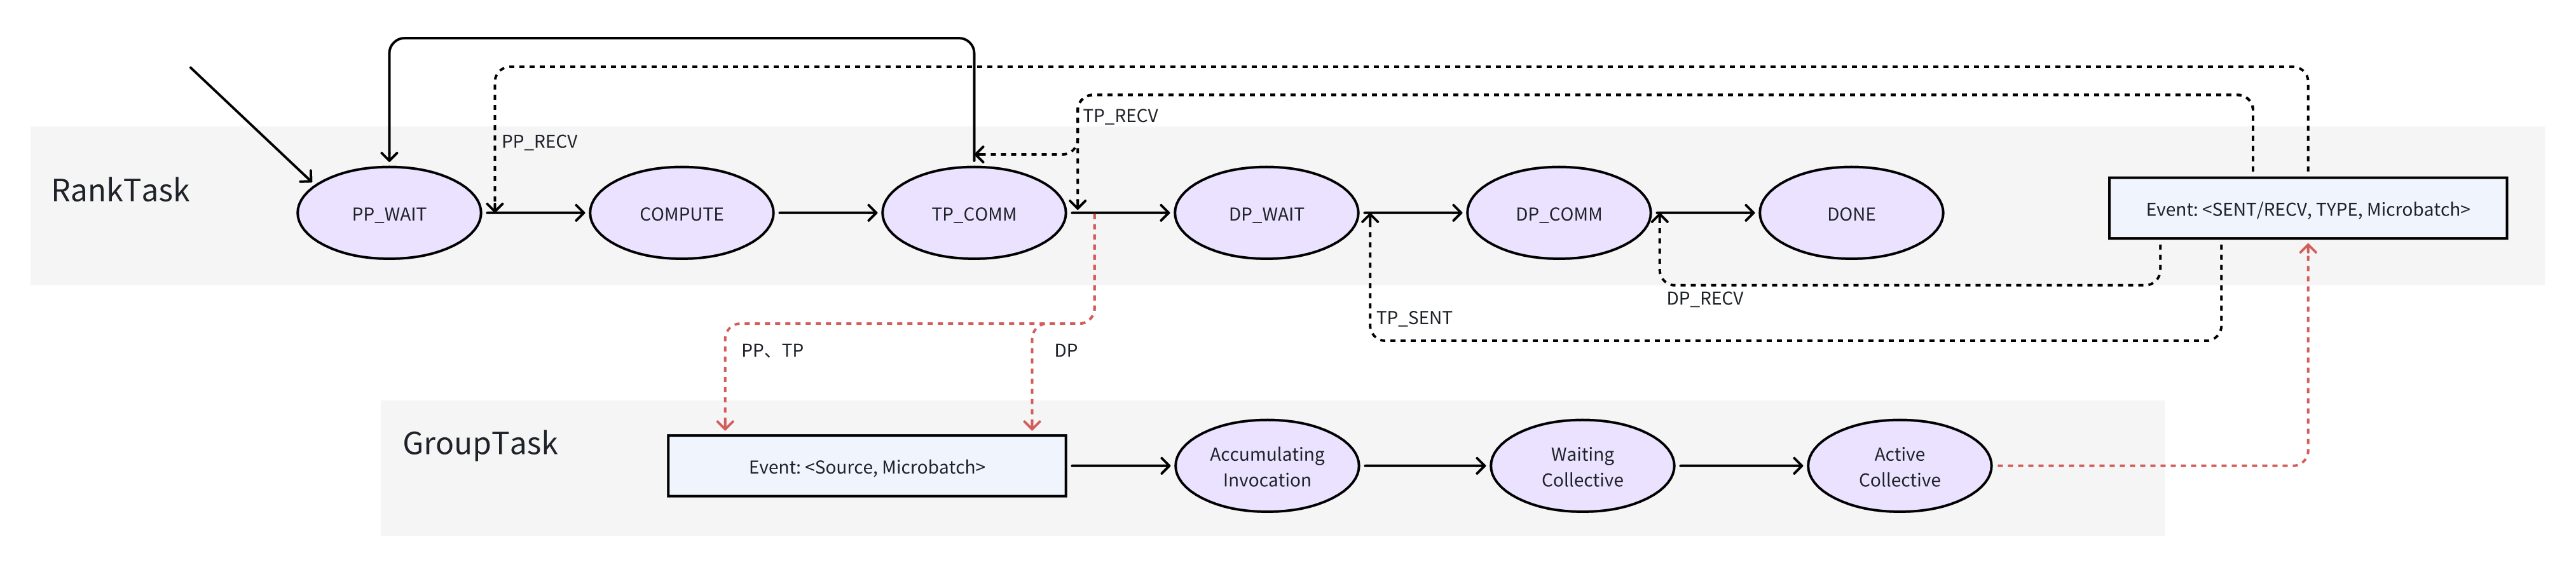 TP_RECV
PP_RECV
RankTask
PP_WAIT
COMPUTE
TP_COMM
DP_WAIT
DP_COMM
DONE
Event: <SENT/RECV, TYPE, Microbatch>
DP_RECV
TP_SENT
PP、TP
DP
GroupTask
Event: <Source, Microbatch>
Accumulating
Invocation
Waiting
Collective
Active
Collective